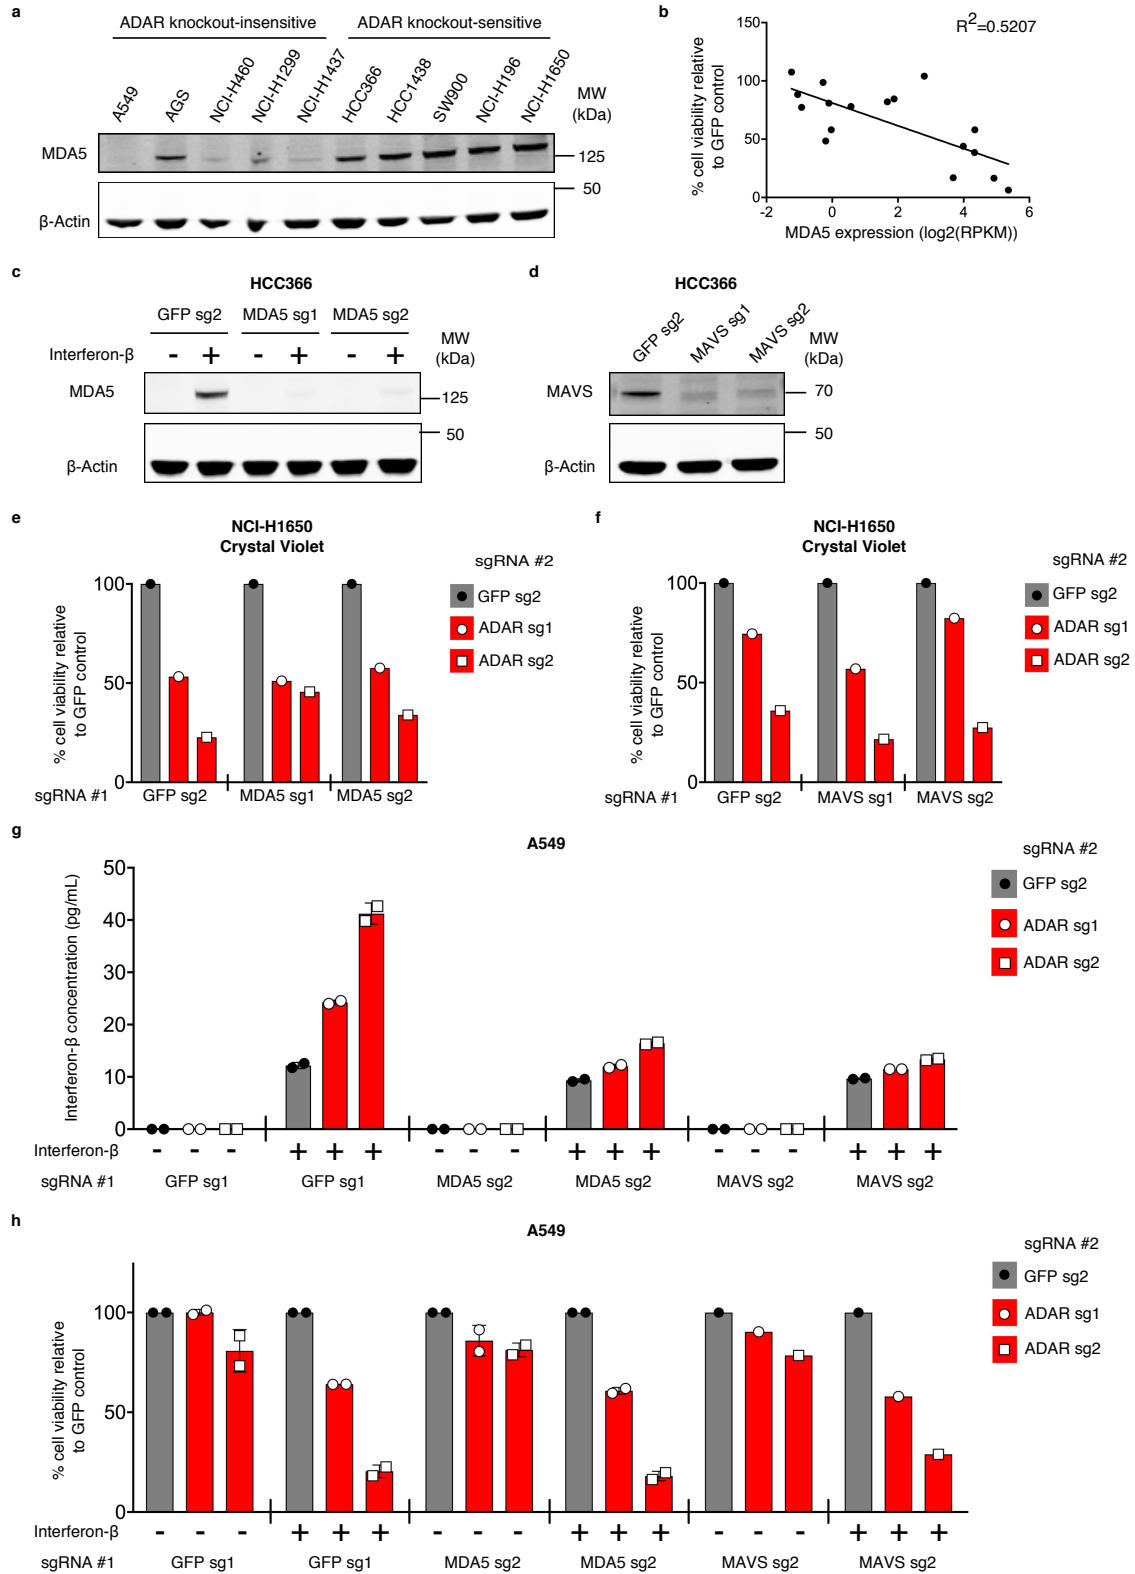 a
ADAR knockout-insensitive
ADAR knockout-sensitive
A549
AGS
NCI-H460
NCI-H1299
NCI-H1437
HCC366
HCC1438
SW900
NCI-H196
NCI-H1650
MW
(kDa)
MDA5
125
50
β-Actin
b
R2=0.5207
% cell viability relative
to GFP control
150
100
50
0
-2
0
2
4
6
MDA5 expression (log2(RPKM))
c
HCC366
GFP sg2
MDA5 sg1
MDA5 sg2
MW
(kDa)
Interferon-β
- + - + - +
MDA5
125
50
β-Actin
d
HCC366
GFP sg2
MAVS sg1
MAVS sg2
MW
(kDa)
MAVS
70
50
β-Actin
e
NCI-H1650
Crystal Violet
% cell viability relative
to GFP control
100
50
0
sgRNA #1
GFP sg2
MDA5 sg1
MDA5 sg2
sgRNA #2
GFP sg2
ADAR sg1
ADAR sg2
f
NCI-H1650
Crystal Violet
% cell viability relative
to GFP control
100
50
0
sgRNA #1
GFP sg2
MAVS sg1
MAVS sg2
sgRNA #2
GFP sg2
ADAR sg1
ADAR sg2
g
A549
Interferon-β concentration (pg/mL)
50
40
30
20
10
0
Interferon-β
- - - + + + - - - + + + - - - + + +
sgRNA #1
GFP sg1
GFP sg1
MDA5 sg2
MDA5 sg2
MAVS sg2
MAVS sg2
sgRNA #2
GFP sg2
ADAR sg1
ADAR sg2
h
A549
% cell viability relative
to GFP control
100
50
0
Interferon-β
- - - + + + - - - + + + - - - + + +
sgRNA #1
GFP sg1
GFP sg1
MDA5 sg2
MDA5 sg2
MAVS sg2
MAVS sg2
sgRNA #2
GFP sg2
ADAR sg1
ADAR sg2